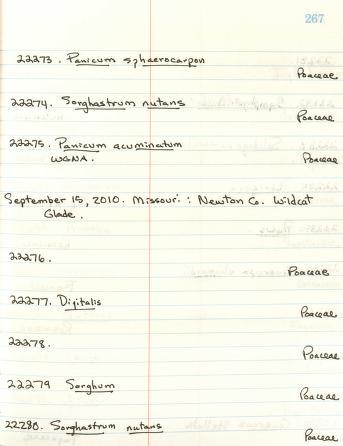 267
22273. Panicum sphaerocarpon
Poaceae
22274. Sorghastrum nutans
Poaceae
22275. Panicum acuminatum
WGNA.
Poaceae
September 15, 2010. Missouri: Newton Co. Wildcat
Glade.
22276.
Poaceae
22277. Digitalis
Poaceae
22278.
Poaceae
22279 Sorghum
Poaceae
22280. Sorghastrum nutans
Poaceae